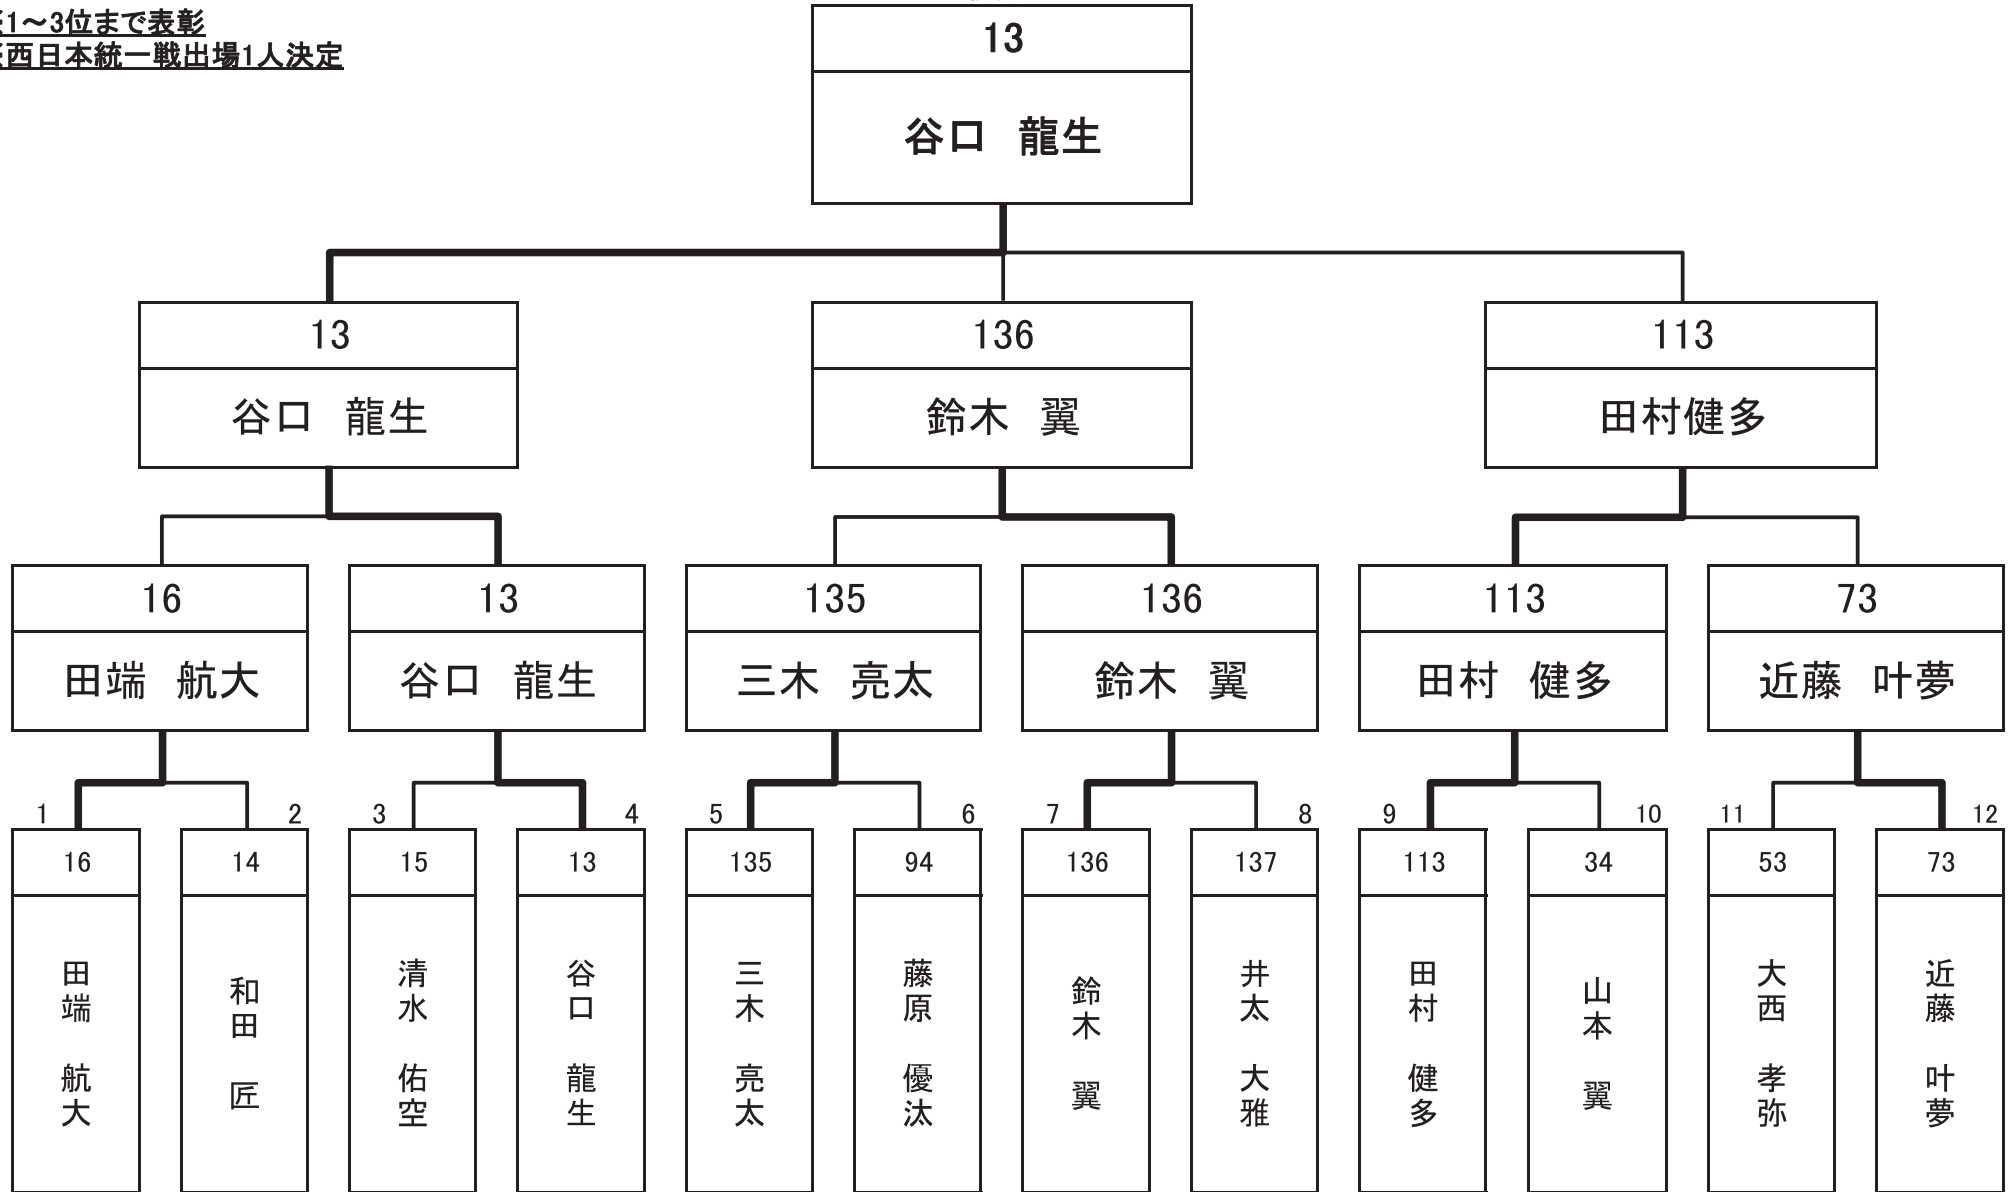 ※1～3位まで表彰
※西日本統一戦出場1人決定
13
谷口 龍生
13 136 113
谷口 龍生 鈴木 翼 田村健多
16 13 135 136 113 73
田端 航大 谷口 龍生 三木 亮太 鈴木 翼 田村 健多 近藤 叶夢
1 2 3 4 5 6 7 8 9 10 11 12
16 14 15 13 135 94 136 137 113 34 53 73
田端 航大
和田 匠
清水 佑空
谷口 龍生
三木 亮太
藤原 優汰
鈴木 翼
井太 大雅
田村 健多
山本 翼
大西 孝弥
近藤 叶夢